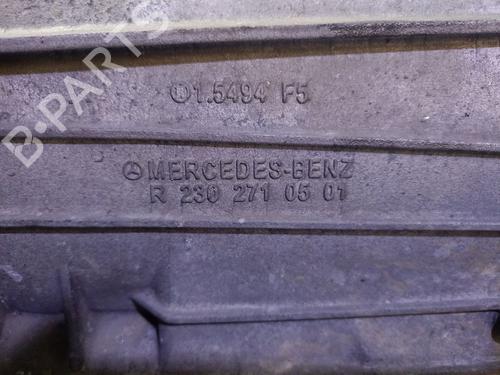 1.5494 F5
MERCEDES-BENZ
R 230 271 05 01
B-PARTS